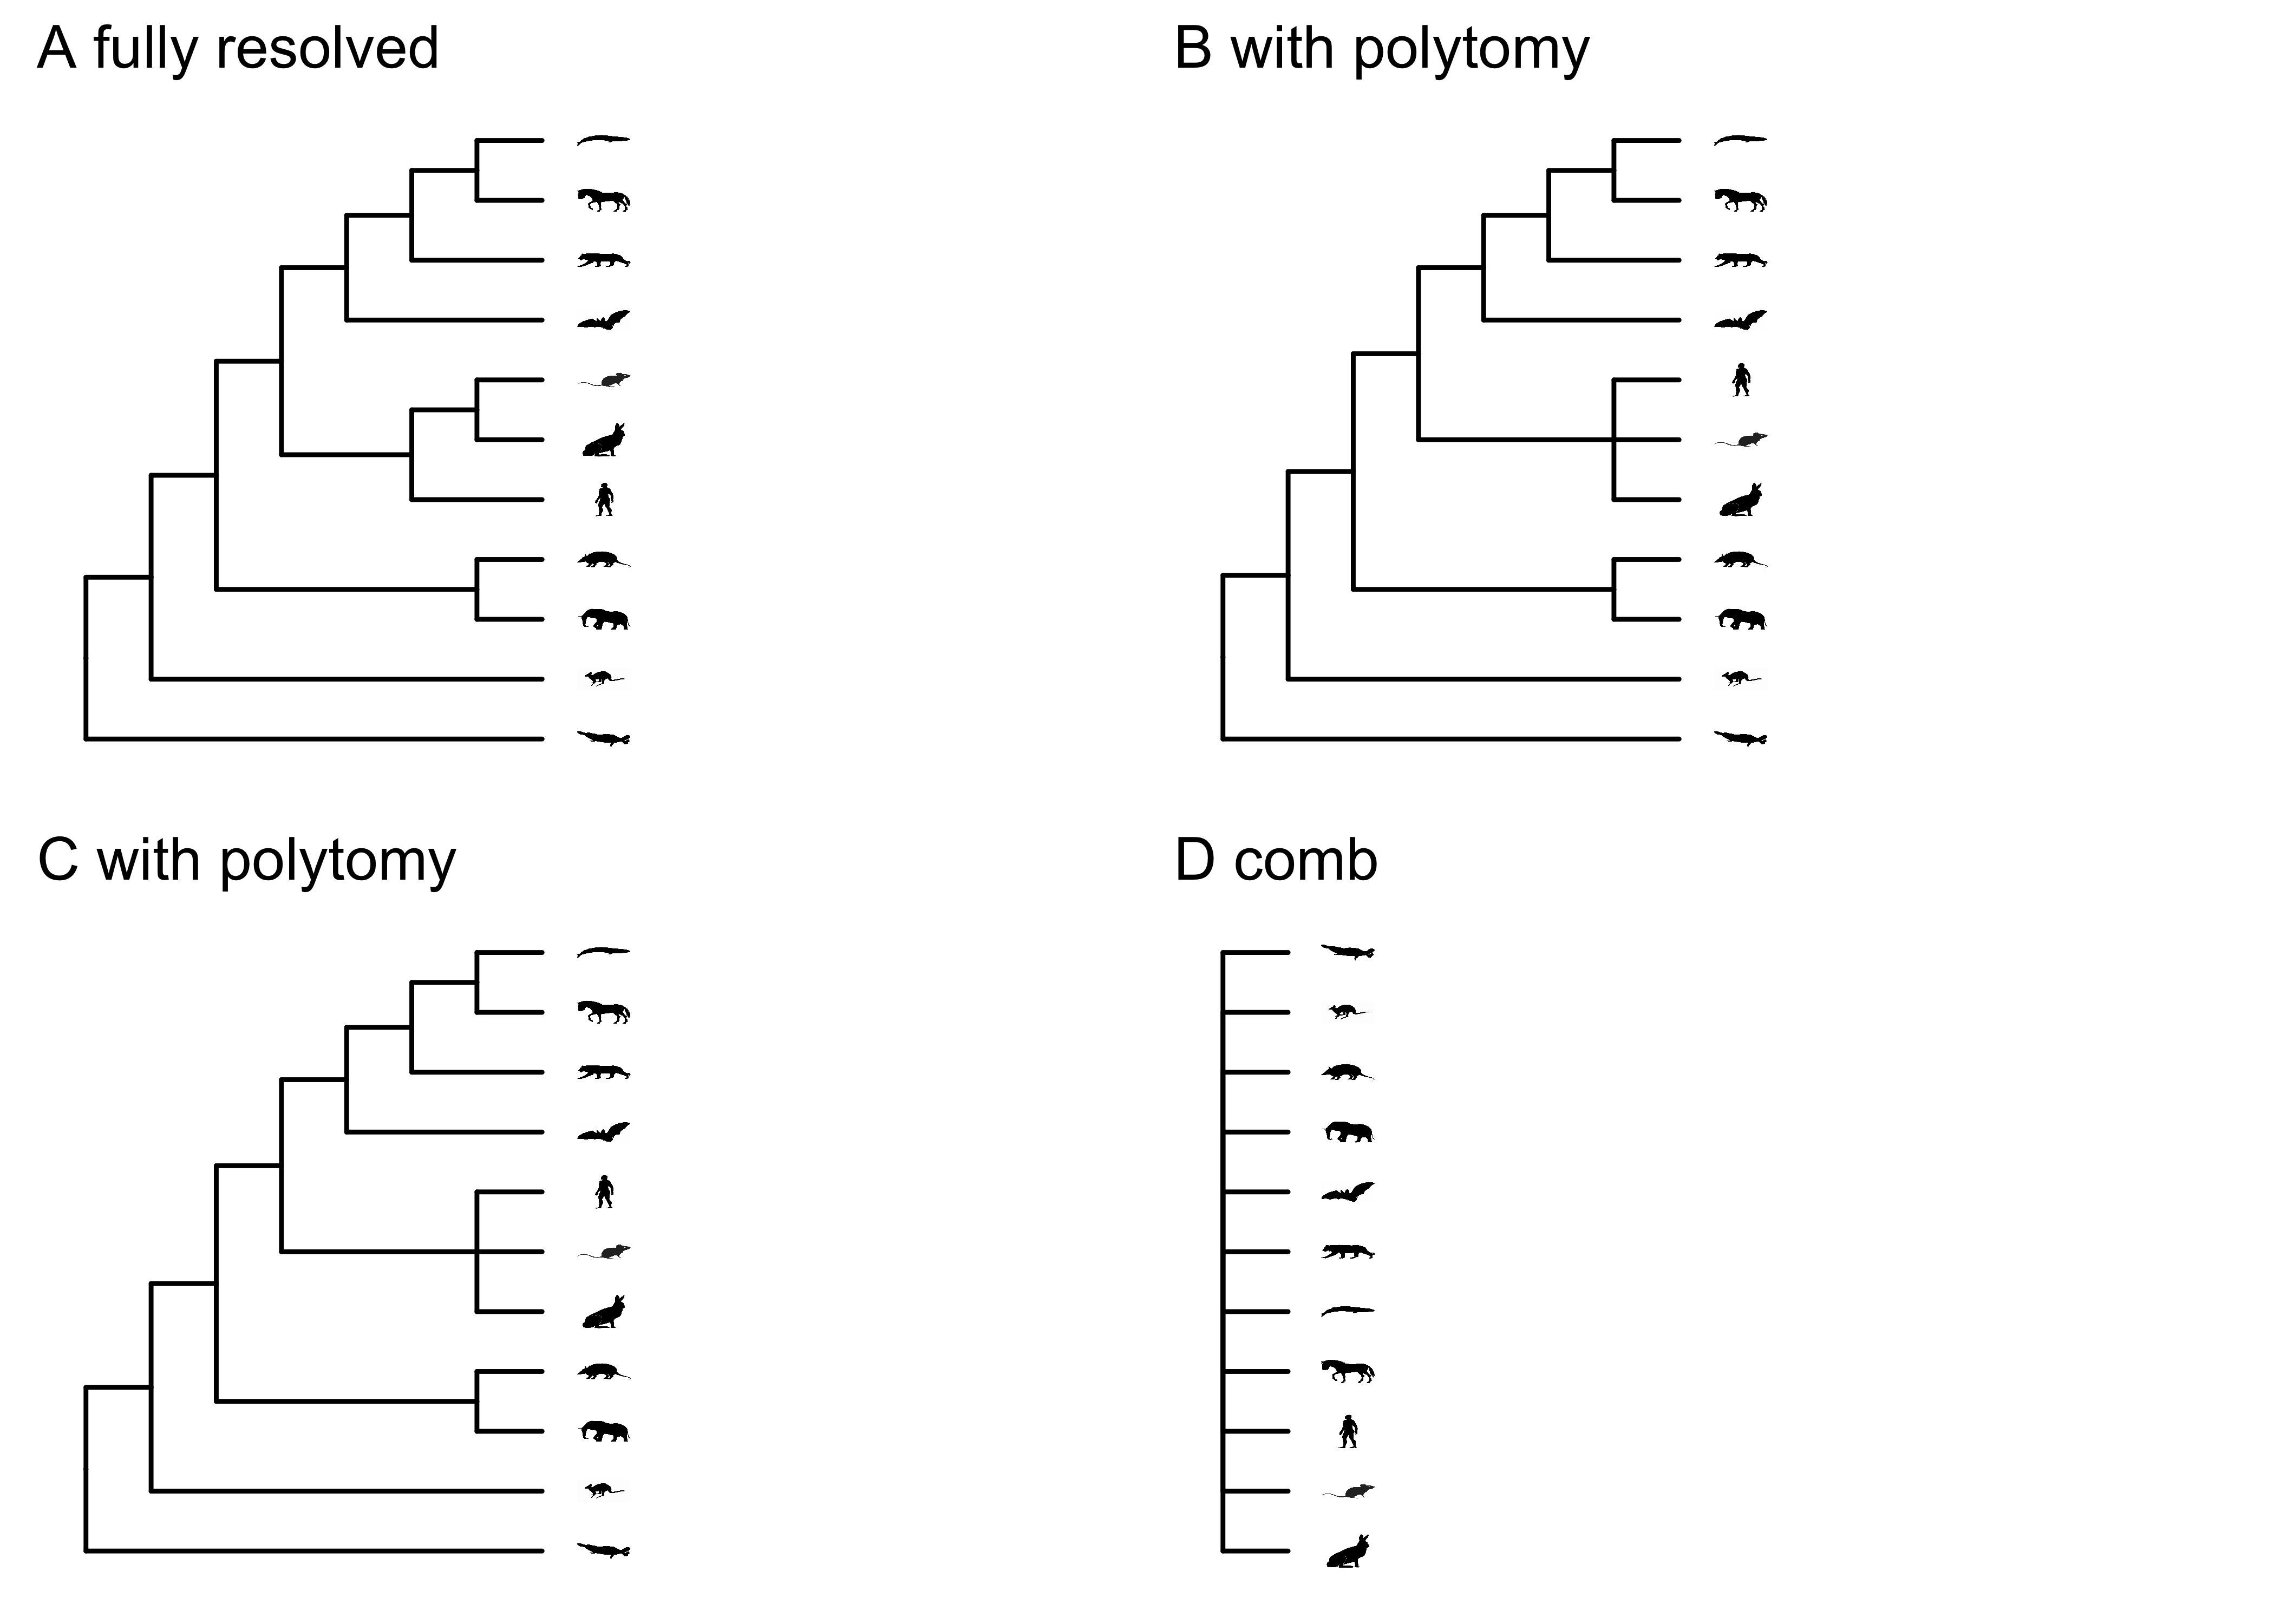 A fully resolved
B with polytomy
C with polytomy
D comb